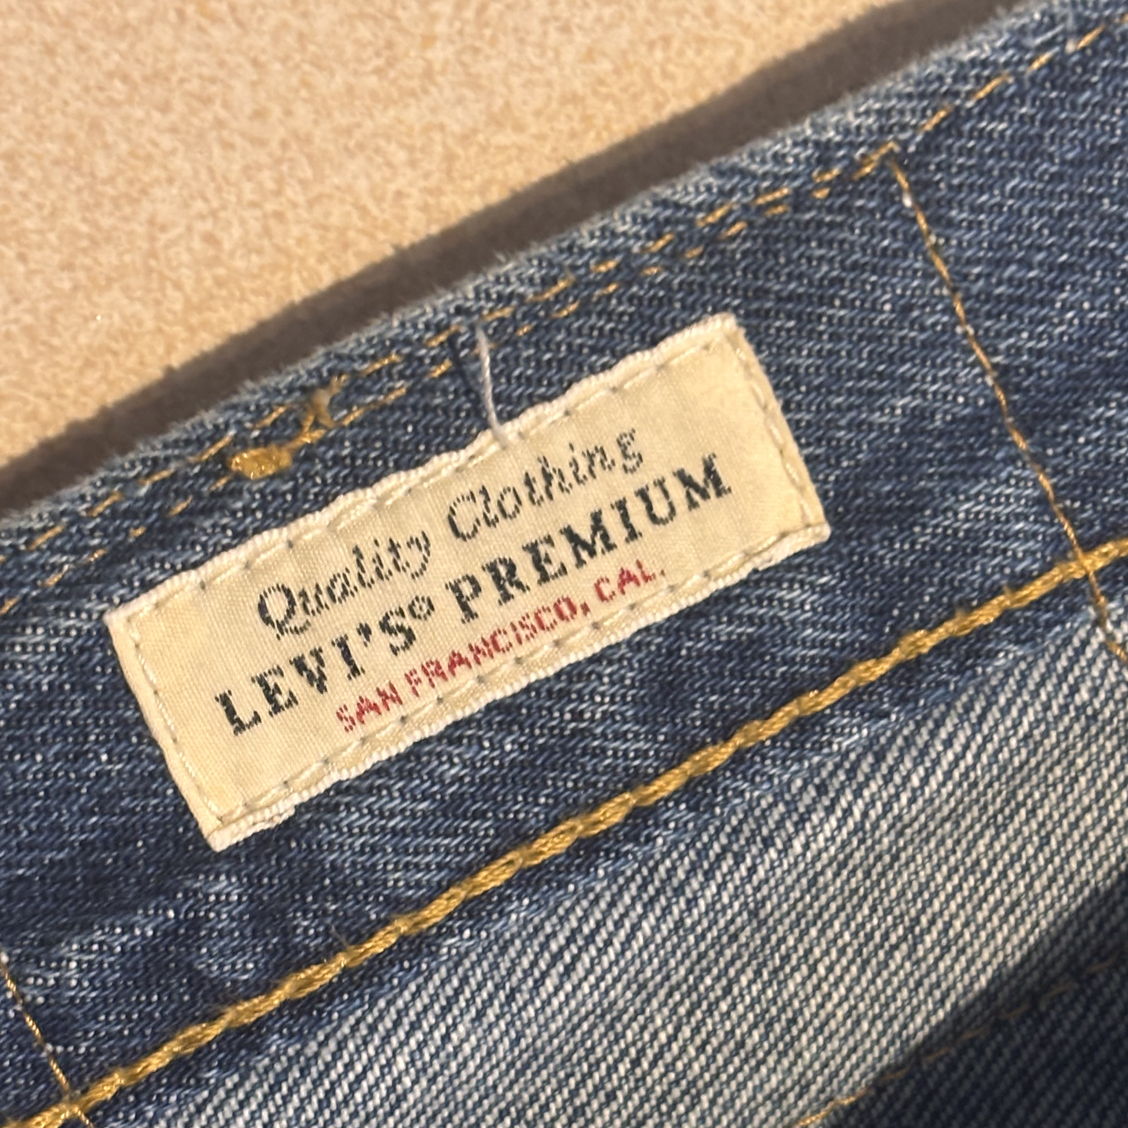 Quality Clothing
LEVI'S® PREMIUM
SAN FRANCISCO, CAL.